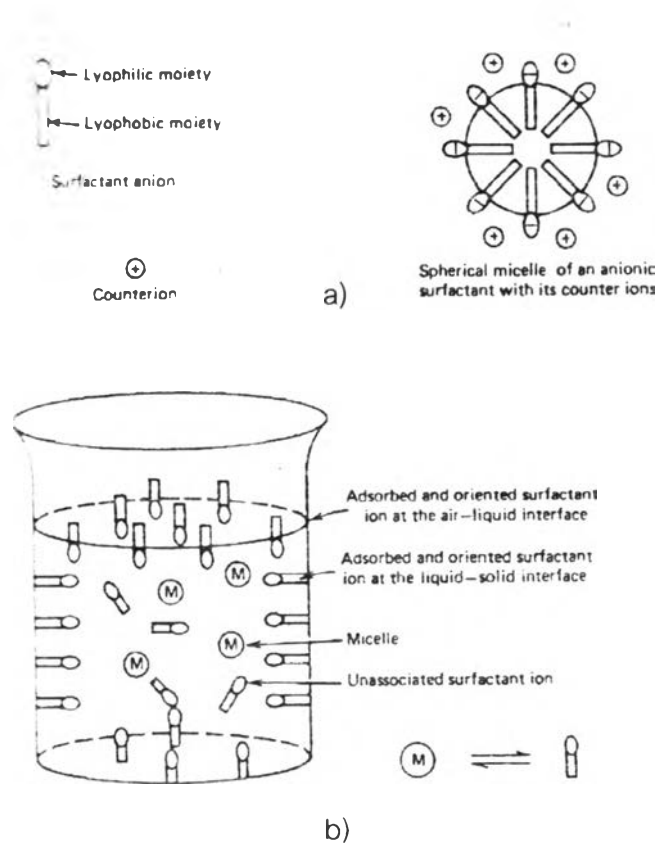 Lyophilic moiety
Lyophobic moiety
Surfactant anion
+
Counterion
a)
Spherical micelle of an anionic
surfactant with its counter ions
Adsorbed and oriented surfactant
ion at the air–liquid interface
Adsorbed and oriented surfactant
ion at the liquid–solid interface
Micelle
Unassociated surfactant ion
M
M
M
M
M
b)